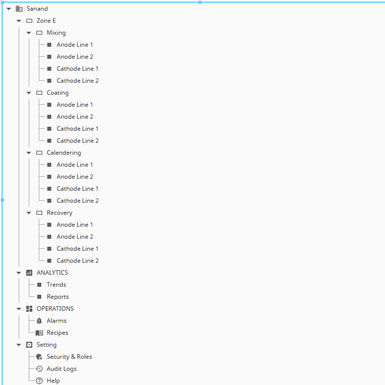 Sanand
Zone E
Mixing
Anode Line 1
Anode Line 2
Cathode Line 1
Cathode Line 2
Coating
Anode Line 1
Anode Line 2
Cathode Line 1
Cathode Line 2
Calendering
Anode Line 1
Anode Line 2
Cathode Line 1
Cathode Line 2
Recovery
Anode Line 1
Anode Line 2
Cathode Line 1
Cathode Line 2
ANALYTICS
Trends
Reports
OPERATIONS
Alarms
Recipes
Setting
Security & Roles
Audit Logs
Help